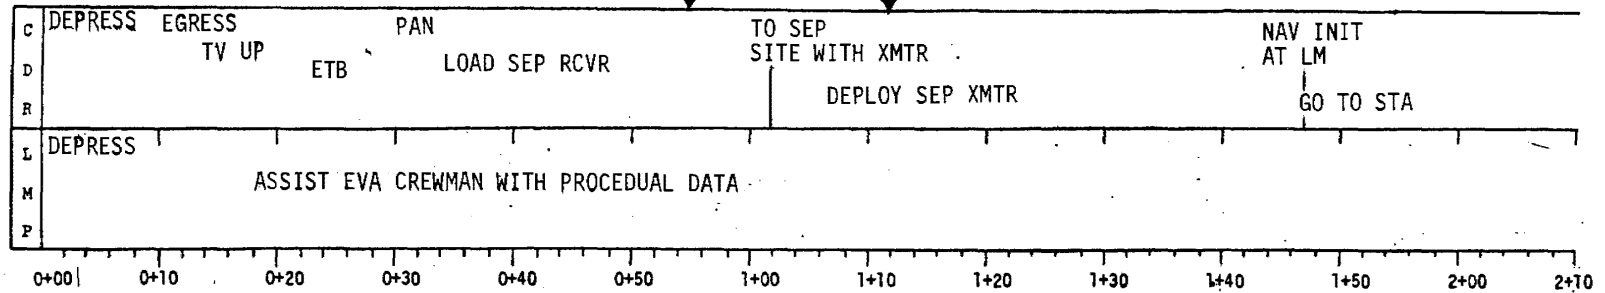 CDR
DEPRESS EGRESS PAN TO SEP NAV INIT
TV UP SITE WITH XMTR AT LM
ETB LOAD SEP RCVR
DEPLOY SEP XMTR GO TO STA
LMP
DEPRESS
ASSIST EVA CREWMAN WITH PROCEDUAL DATA
0+00 0+10 0+20 0+30 0+40 0+50 1+00 1+10 1+20 1+30 1+40 1+50 2+00 2+10